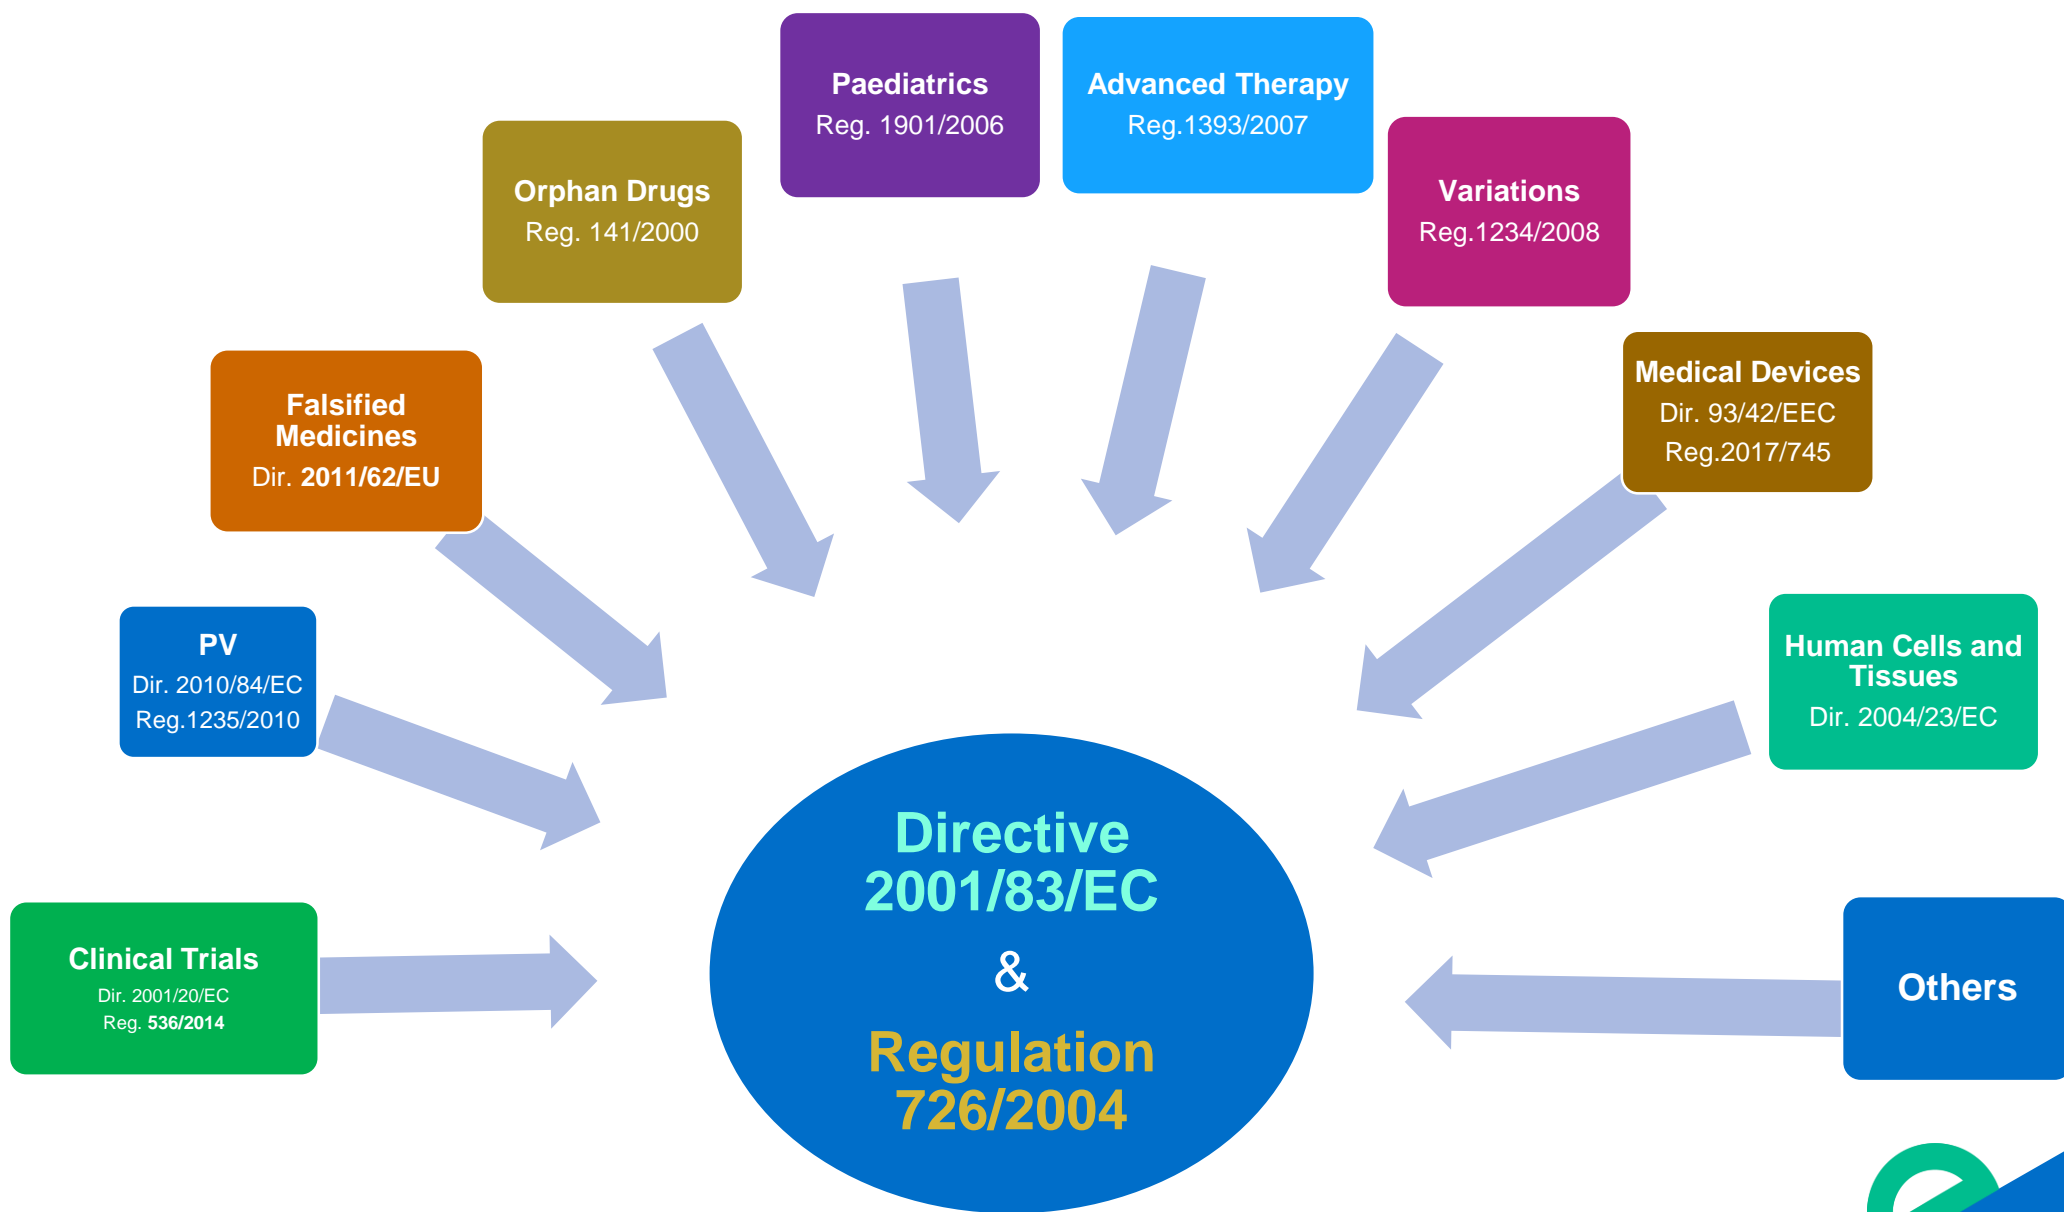 Paediatrics
Reg. 1901/2006
Advanced Therapy
Reg.1393/2007
Orphan Drugs
Reg. 141/2000
Variations
Reg.1234/2008
Falsified
Medicines
Dir. 2011/62/EU
Medical Devices
Dir. 93/42/EEC
Reg.2017/745
PV
Dir. 2010/84/EC
Reg.1235/2010
Human Cells and
Tissues
Dir. 2004/23/EC
Clinical Trials
Dir. 2001/20/EC
Reg. 536/2014
Directive
2001/83/EC
&
Regulation
726/2004
Others